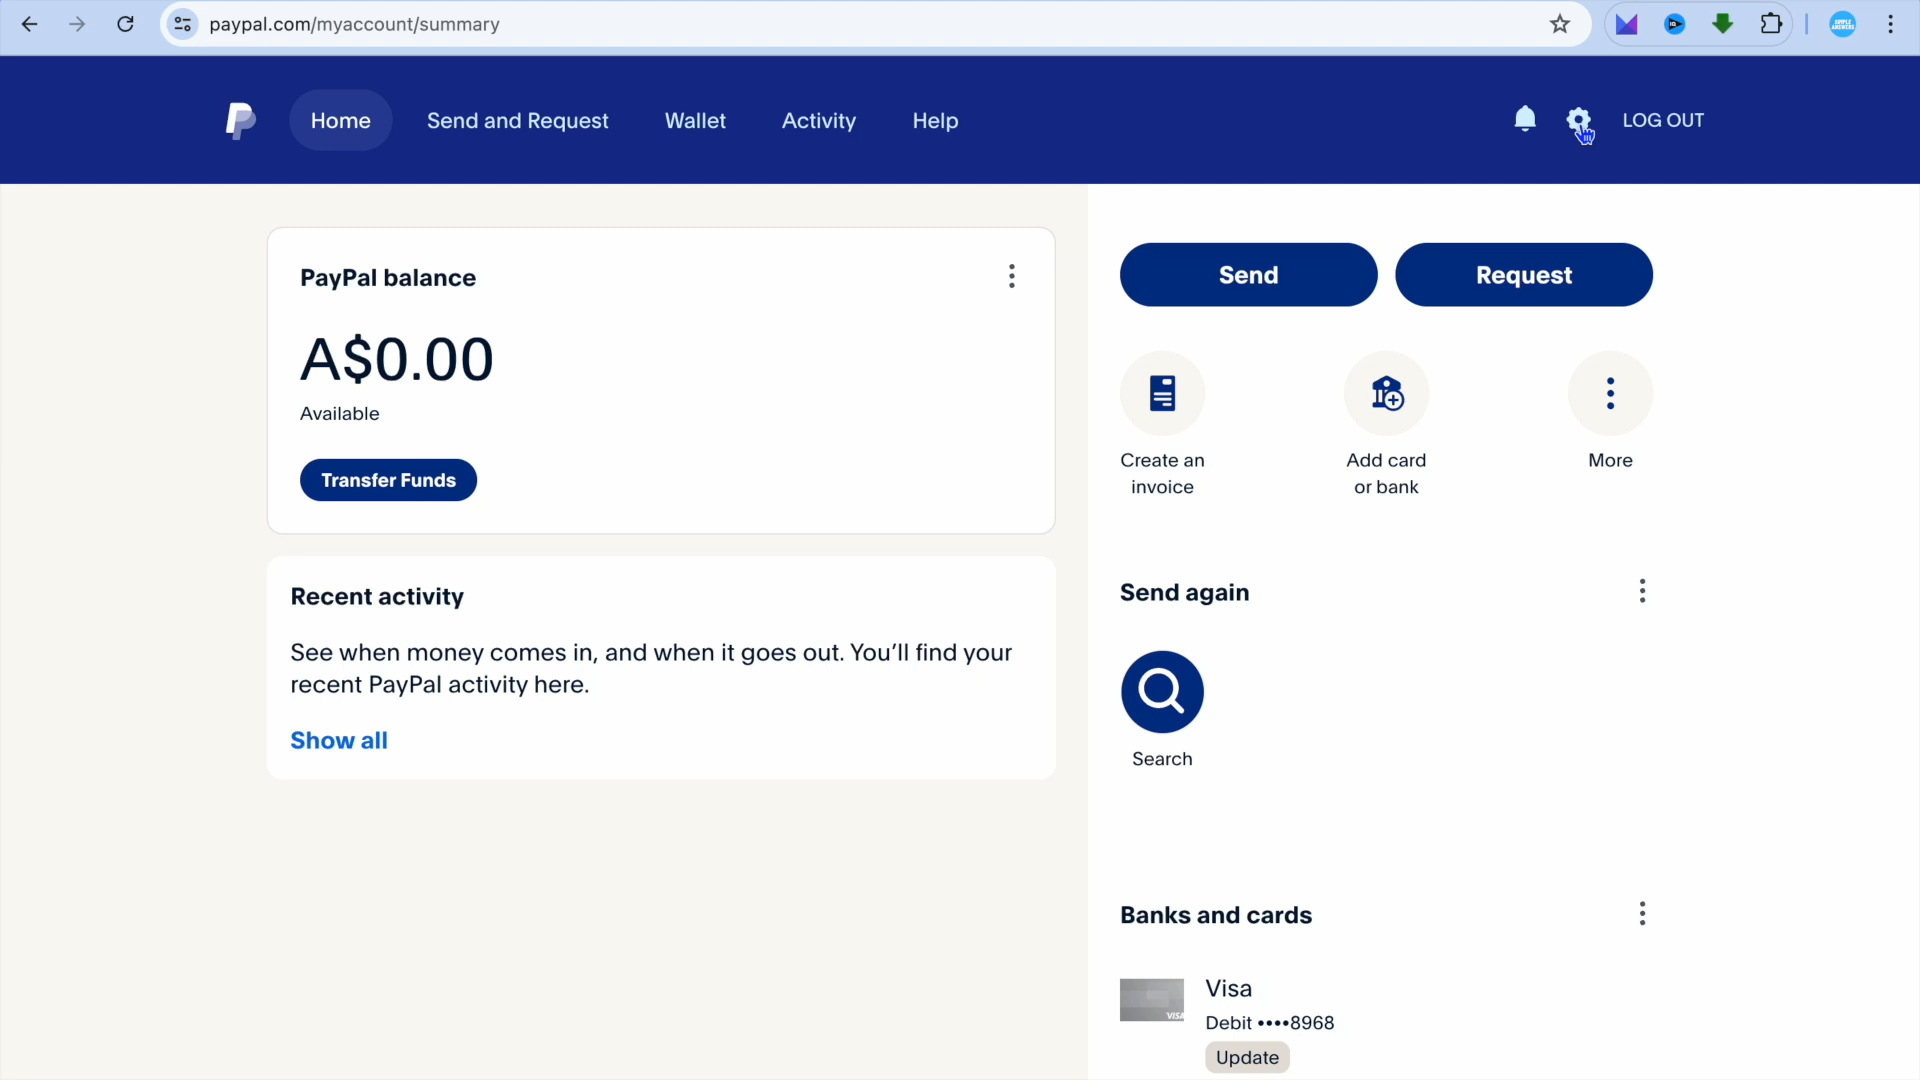 paypal.com/myaccount/summary
Home
Send and Request
Wallet
Activity
Help
LOG OUT
PayPal balance
A$0.00
Available
Transfer Funds
Recent activity
See when money comes in, and when it goes out. You’ll find your
recent PayPal activity here.
Show all
Send
Request
Create an
invoice
Add card
or bank
More
Send again
Search
Banks and cards
VISA
Visa
Debit ••••8968
Update